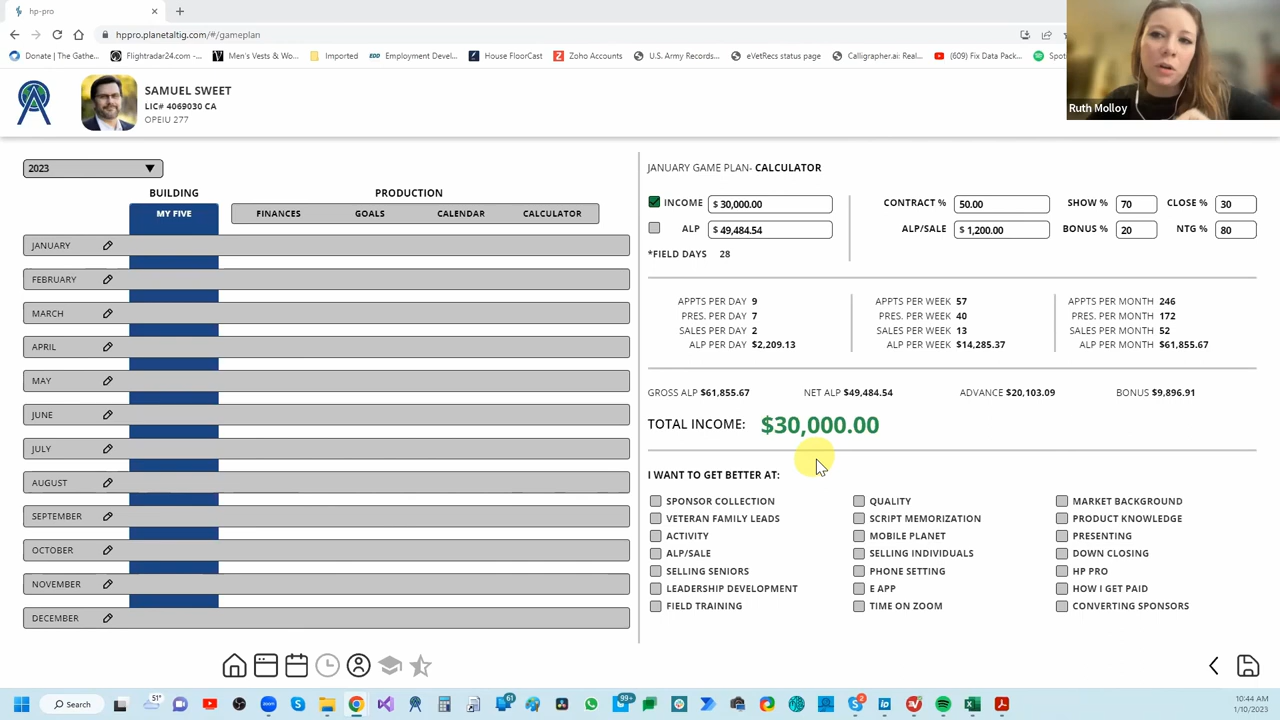 hp-pro
hppro.planetaltig.com/#/gameplan
Donate | The Gathe...
Flightradar24.com -...
Men's Vests & Wo...
Imported
EDD
Employment Devel...
House FloorCast
Zoho Accounts
U.S. Army Records...
eVetRecs status page
Calligrapher.ai: Real...
(609) Fix Data Pack...
Spot
Ruth Molloy
SAMUEL SWEET
LIC# 4069030 CA
OPEIU 277
2023
BUILDING
PRODUCTION
MY FIVE
FINANCES
GOALS
CALENDAR
CALCULATOR
JANUARY
FEBRUARY
MARCH
APRIL
MAY
JUNE
JULY
AUGUST
SEPTEMBER
OCTOBER
NOVEMBER
DECEMBER
JANUARY GAME PLAN- CALCULATOR
INCOME $ 30,000.00
ALP $ 49,484.54
*FIELD DAYS 28
CONTRACT % 50.00 SHOW % 70 CLOSE % 30
ALP/SALE $ 1,200.00 BONUS % 20 NTG % 80
APPTS PER DAY 9
PRES. PER DAY 7
SALES PER DAY 2
ALP PER DAY $2,209.13
APPTS PER WEEK 57
PRES. PER WEEK 40
SALES PER WEEK 13
ALP PER WEEK $14,285.37
APPTS PER MONTH 246
PRES. PER MONTH 172
SALES PER MONTH 52
ALP PER MONTH $61,855.67
GROSS ALP $61,855.67 NET ALP $49,484.54 ADVANCE $20,103.09 BONUS $9,896.91
TOTAL INCOME: $30,000.00
I WANT TO GET BETTER AT:
SPONSOR COLLECTION
VETERAN FAMILY LEADS
ACTIVITY
ALP/SALE
SELLING SENIORS
LEADERSHIP DEVELOPMENT
FIELD TRAINING
QUALITY
SCRIPT MEMORIZATION
MOBILE PLANET
SELLING INDIVIDUALS
PHONE SETTING
E APP
TIME ON ZOOM
MARKET BACKGROUND
PRODUCT KNOWLEDGE
PRESENTING
DOWN CLOSING
HP PRO
HOW I GET PAID
CONVERTING SPONSORS
Search
51°
61
99+
2
10:44 AM
1/10/2023